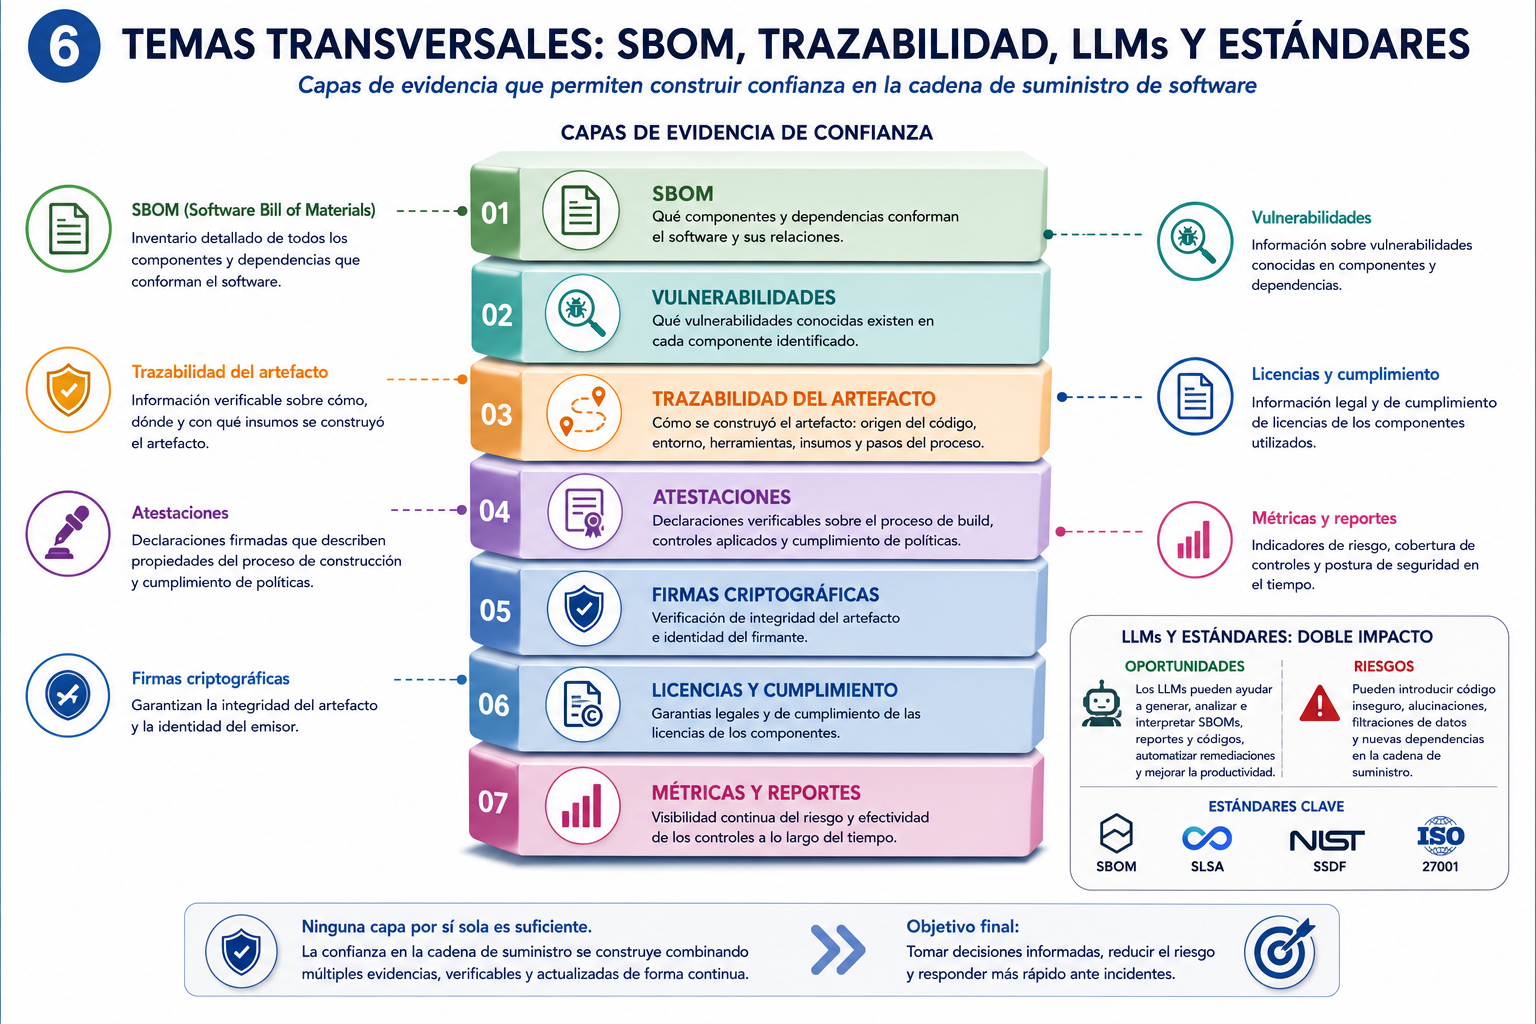 6
TEMAS TRANSVERSALES: SBOM, TRAZABILIDAD, LLMs Y ESTÁNDARES
Capas de evidencia que permiten construir confianza en la cadena de suministro de software
CAPAS DE EVIDENCIA DE CONFIANZA
SBOM (Software Bill of Materials)
Inventario detallado de todos los
componentes y dependencias que
conforman el software.
Trazabilidad del artefacto
Información verificable sobre cómo,
dónde y con qué insumos se construyó
el artefacto.
Atestaciones
Declaraciones firmadas que describen
propiedades del proceso de construcción
y cumplimiento de políticas.
Firmas criptográficas
Garantizan la integridad del artefacto
y la identidad del emisor.
01
SBOM
Qué componentes y dependencias conforman
el software y sus relaciones.
02
VULNERABILIDADES
Qué vulnerabilidades conocidas existen en
cada componente identificado.
03
TRAZABILIDAD DEL ARTEFACTO
Cómo se construyó el artefacto: origen del código,
entorno, herramientas, insumos y pasos del proceso.
04
ATESTACIONES
Declaraciones verificables sobre el proceso de build,
controles aplicados y cumplimiento de políticas.
05
FIRMAS CRIPTOGRÁFICAS
Verificación de integridad del artefacto
e identidad del firmante.
06
LICENCIAS Y CUMPLIMIENTO
Garantias legales y de cumplimiento de las
licencias de los componentes.
07
MÉTRICAS Y REPORTES
Visibilidad continua del riesgo y efectividad
de los controles a lo largo del tiempo.
Vulnerabilidades
Información sobre vulnerabilidades
conocidas en componentes y
dependencias.
Licencias y cumplimiento
Información legal y de cumplimiento
de licencias de los componentes
utilizados.
Métricas y reportes
Indicadores de riesgo, cobertura de
controles y postura de seguridad en
el tiempo.
LLMs Y ESTÁNDARES: DOBLE IMPACTO
OPORTUNIDADES
Los LLMs pueden ayudar
a generar, analizar e
interpretar SBOMs,
reportes y códigos,
automatizar remediaciones
y mejorar la productividad.
RIESGOS
Pueden introducir código
inseguro, alucinaciones,
filtraciones de datos
y nuevas dependencias
en la cadena de
suministro.
ESTÁNDARES CLAVE
SBOM
SLSA
NIST
SSDF
ISO
27001
Ninguna capa por sí sola es suficiente.
La confianza en la cadena de suministro se construye combinando
múltiples evidencias, verificables y actualizadas de forma continua.
Objetivo final:
Tomar decisiones informadas, reducir el riesgo
y responder más rápido ante incidentes.